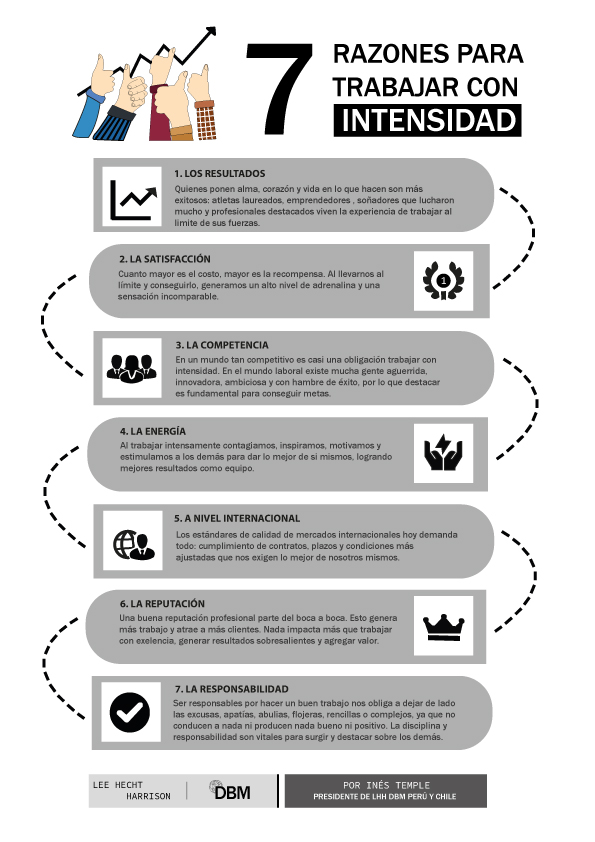 7
RAZONES PARA
TRABAJAR CON
INTENSIDAD
1. LOS RESULTADOS
Quienes ponen alma, corazón y vida en lo que hacen son más
exitosos: atletas laureados, emprendedores , soñadores que lucharon
mucho y profesionales destacados viven la experiencia de trabajar al
límite de sus fuerzas.
2. LA SATISFACCIÓN
Cuanto mayor es el costo, mayor es la recompensa. Al llevarnos al
límite y conseguirlo, generamos un alto nivel de adrenalina y una
sensación incomparable.
1
3. LA COMPETENCIA
En un mundo tan competitivo es casi una obligación trabajar con
intensidad. En el mundo laboral existe mucha gente aguerrida,
innovadora, ambiciosa y con hambre de éxito, por lo que destacar
es fundamental para conseguir metas.
4. LA ENERGÍA
Al trabajar intensamente contagiamos, inspiramos, motivamos y
estimulamos a los demás para dar lo mejor de si mismos, logrando
mejores resultados como equipo.
5. A NIVEL INTERNACIONAL
Los estándares de calidad de mercados internacionales hoy demanda
todo: cumplimiento de contratos, plazos y condiciones más
ajustadas que nos exigen lo mejor de nosotros mismos.
6. LA REPUTACIÓN
Una buena reputación profesional parte del boca a boca. Esto genera
más trabajo y atrae a más clientes. Nada impacta más que trabajar
con exelencia, generar resultados sobresalientes y agregar valor.
7. LA RESPONSABILIDAD
Ser responsables por hacer un buen trabajo nos obliga a dejar de lado
las excusas, apatías, abulias, flojeras, rencillas o complejos, ya que no
conducen a nada ni producen nada bueno ni positivo. La disciplina y
responsabilidad son vitales para surgir y destacar sobre los demás.
LEE HECHT
HARRISON
DBM
POR INÉS TEMPLE
PRESIDENTE DE LHH DBM PERÚ Y CHILE